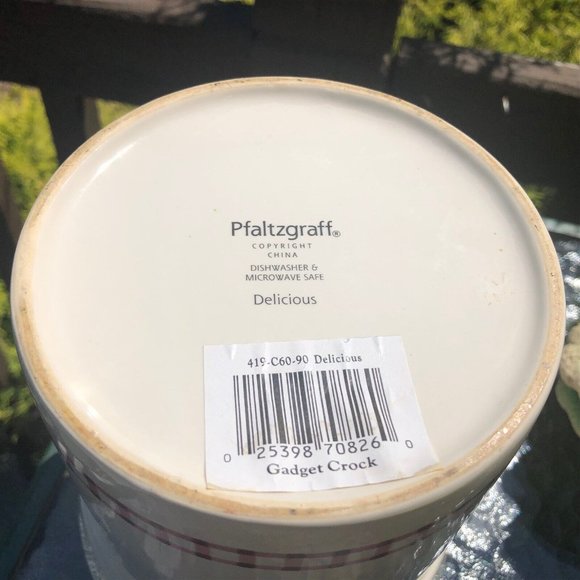 Pfaltzgraff®
COPYRIGHT
CHINA
DISHWASHER &
MICROWAVE SAFE
Delicious
419-C60-90 Delicious
0 25398 70826 0
Gadget Crock